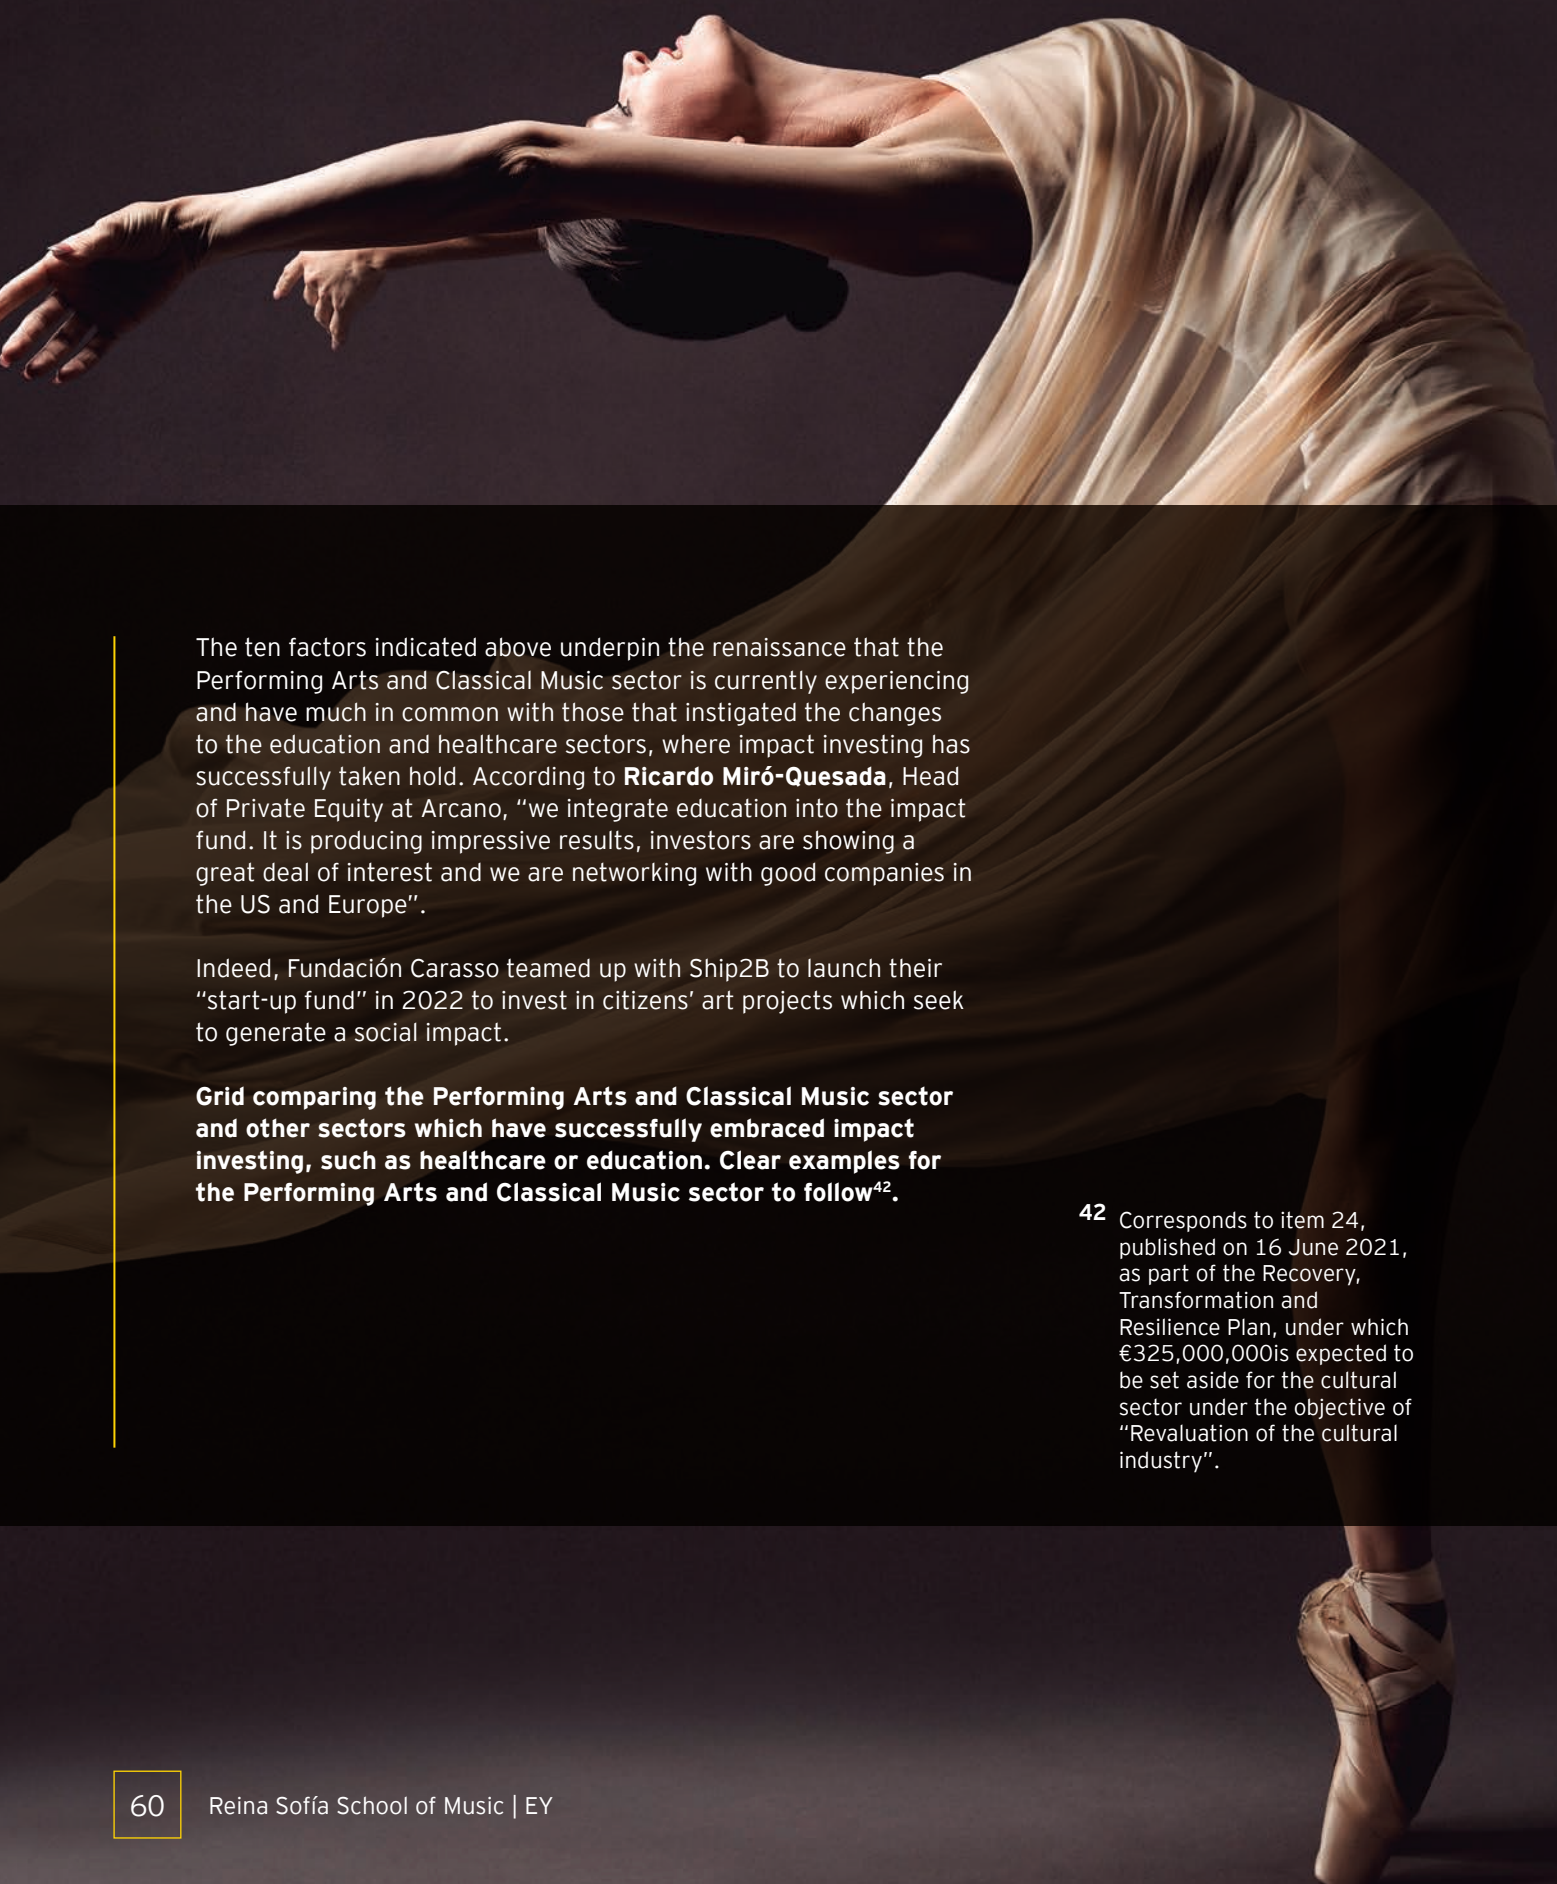 The ten factors indicated above underpin the renaissance that the
Performing Arts and Classical Music sector is currently experiencing
and have much in common with those that instigated the changes
to the education and healthcare sectors, where impact investing has
successfully taken hold. According to Ricardo Miró-Quesada, Head
of Private Equity at Arcano, “we integrate education into the impact
fund. It is producing impressive results, investors are showing a
great deal of interest and we are networking with good companies in
the US and Europe”.
Indeed, Fundación Carasso teamed up with Ship2B to launch their
“start-up fund” in 2022 to invest in citizens’ art projects which seek
to generate a social impact.
Grid comparing the Performing Arts and Classical Music sector
and other sectors which have successfully embraced impact
investing, such as healthcare or education. Clear examples for
the Performing Arts and Classical Music sector to follow⁴².
42 Corresponds to item 24,
published on 16 June 2021,
as part of the Recovery,
Transformation and
Resilience Plan, under which
€325,000,000is expected to
be set aside for the cultural
sector under the objective of
“Revaluation of the cultural
industry”.
60 Reina Sofía School of Music | EY